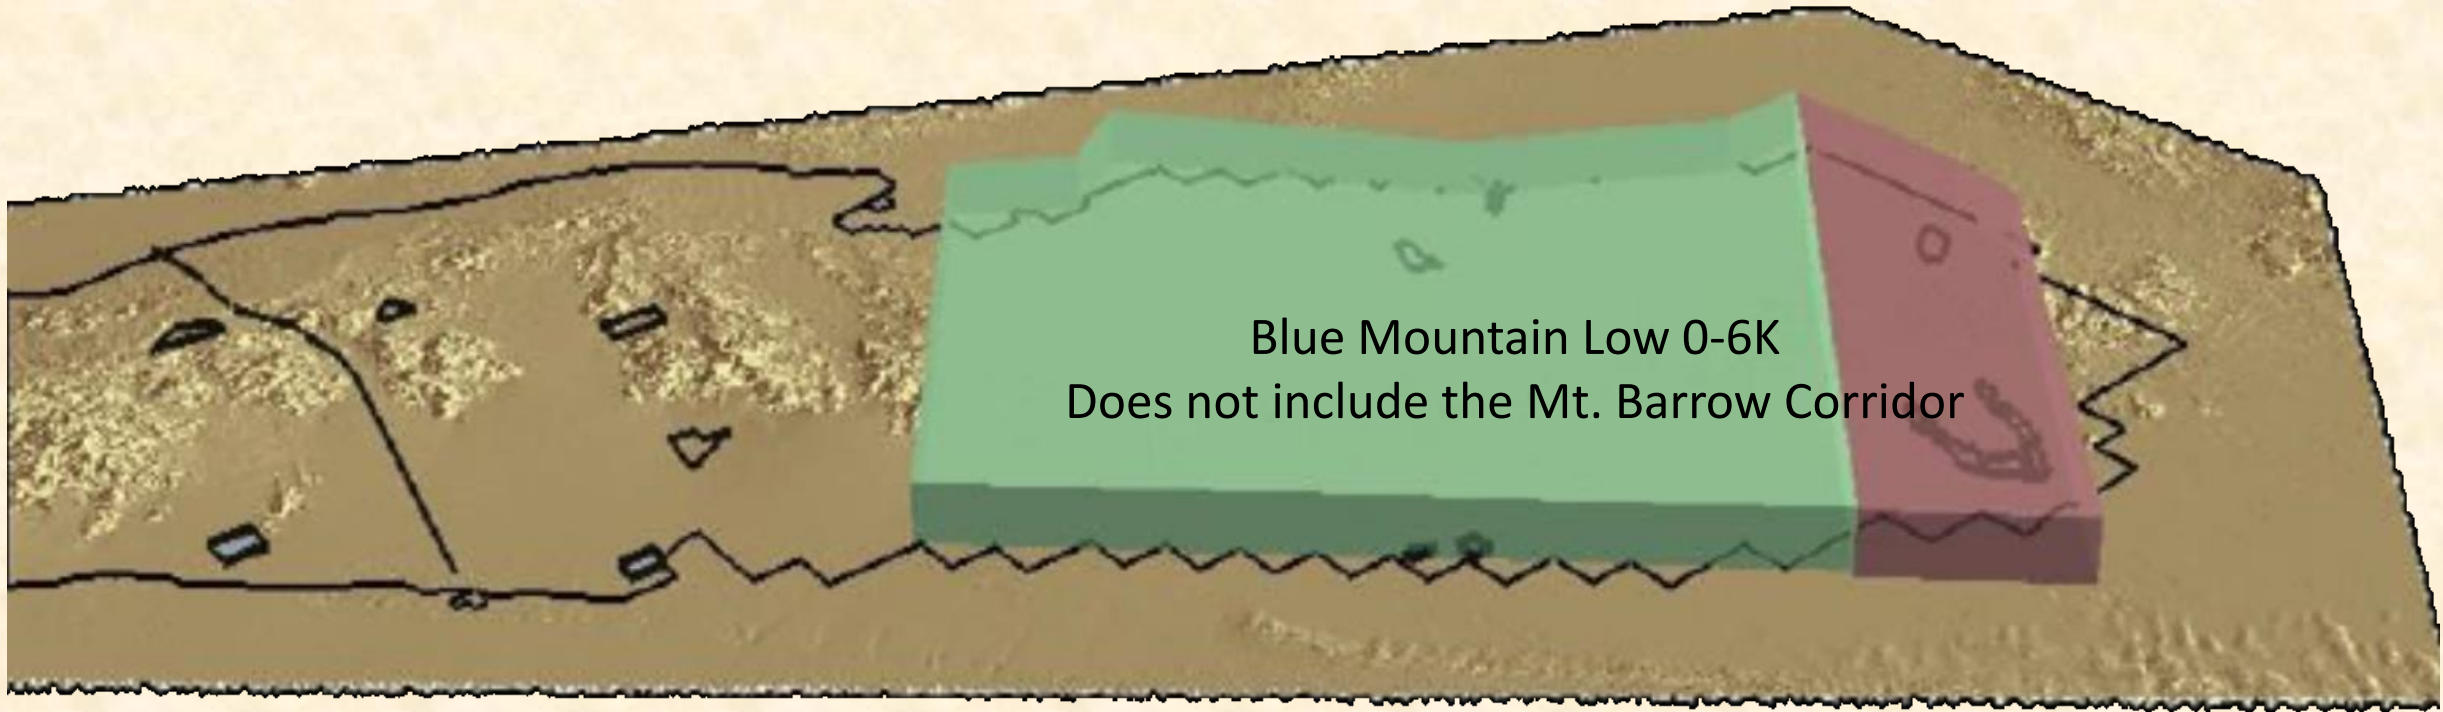 Blue Mountain Low 0-6K
Does not include the Mt. Barrow Corridor